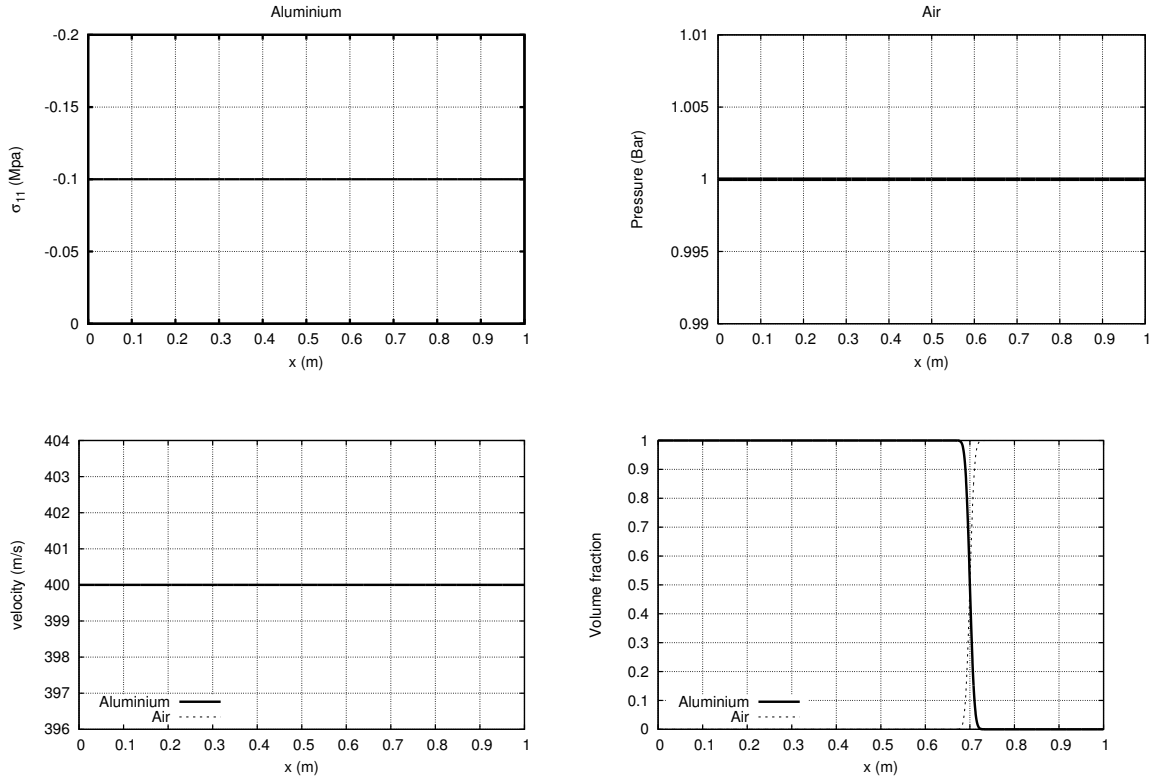 Aluminium
-0.2
-0.15
-0.1
-0.05
0
σ11 (Mpa)
0 0.1 0.2 0.3 0.4 0.5 0.6 0.7 0.8 0.9 1
x (m)
Air
1.01
1.005
1
0.995
0.99
Pressure (Bar)
0 0.1 0.2 0.3 0.4 0.5 0.6 0.7 0.8 0.9 1
x (m)
404
403
402
401
400
399
398
397
396
velocity (m/s)
Aluminium
Air
0 0.1 0.2 0.3 0.4 0.5 0.6 0.7 0.8 0.9 1
x (m)
1
0.9
0.8
0.7
0.6
0.5
0.4
0.3
0.2
0.1
0
Volume fraction
Aluminium
Air
0 0.1 0.2 0.3 0.4 0.5 0.6 0.7 0.8 0.9 1
x (m)